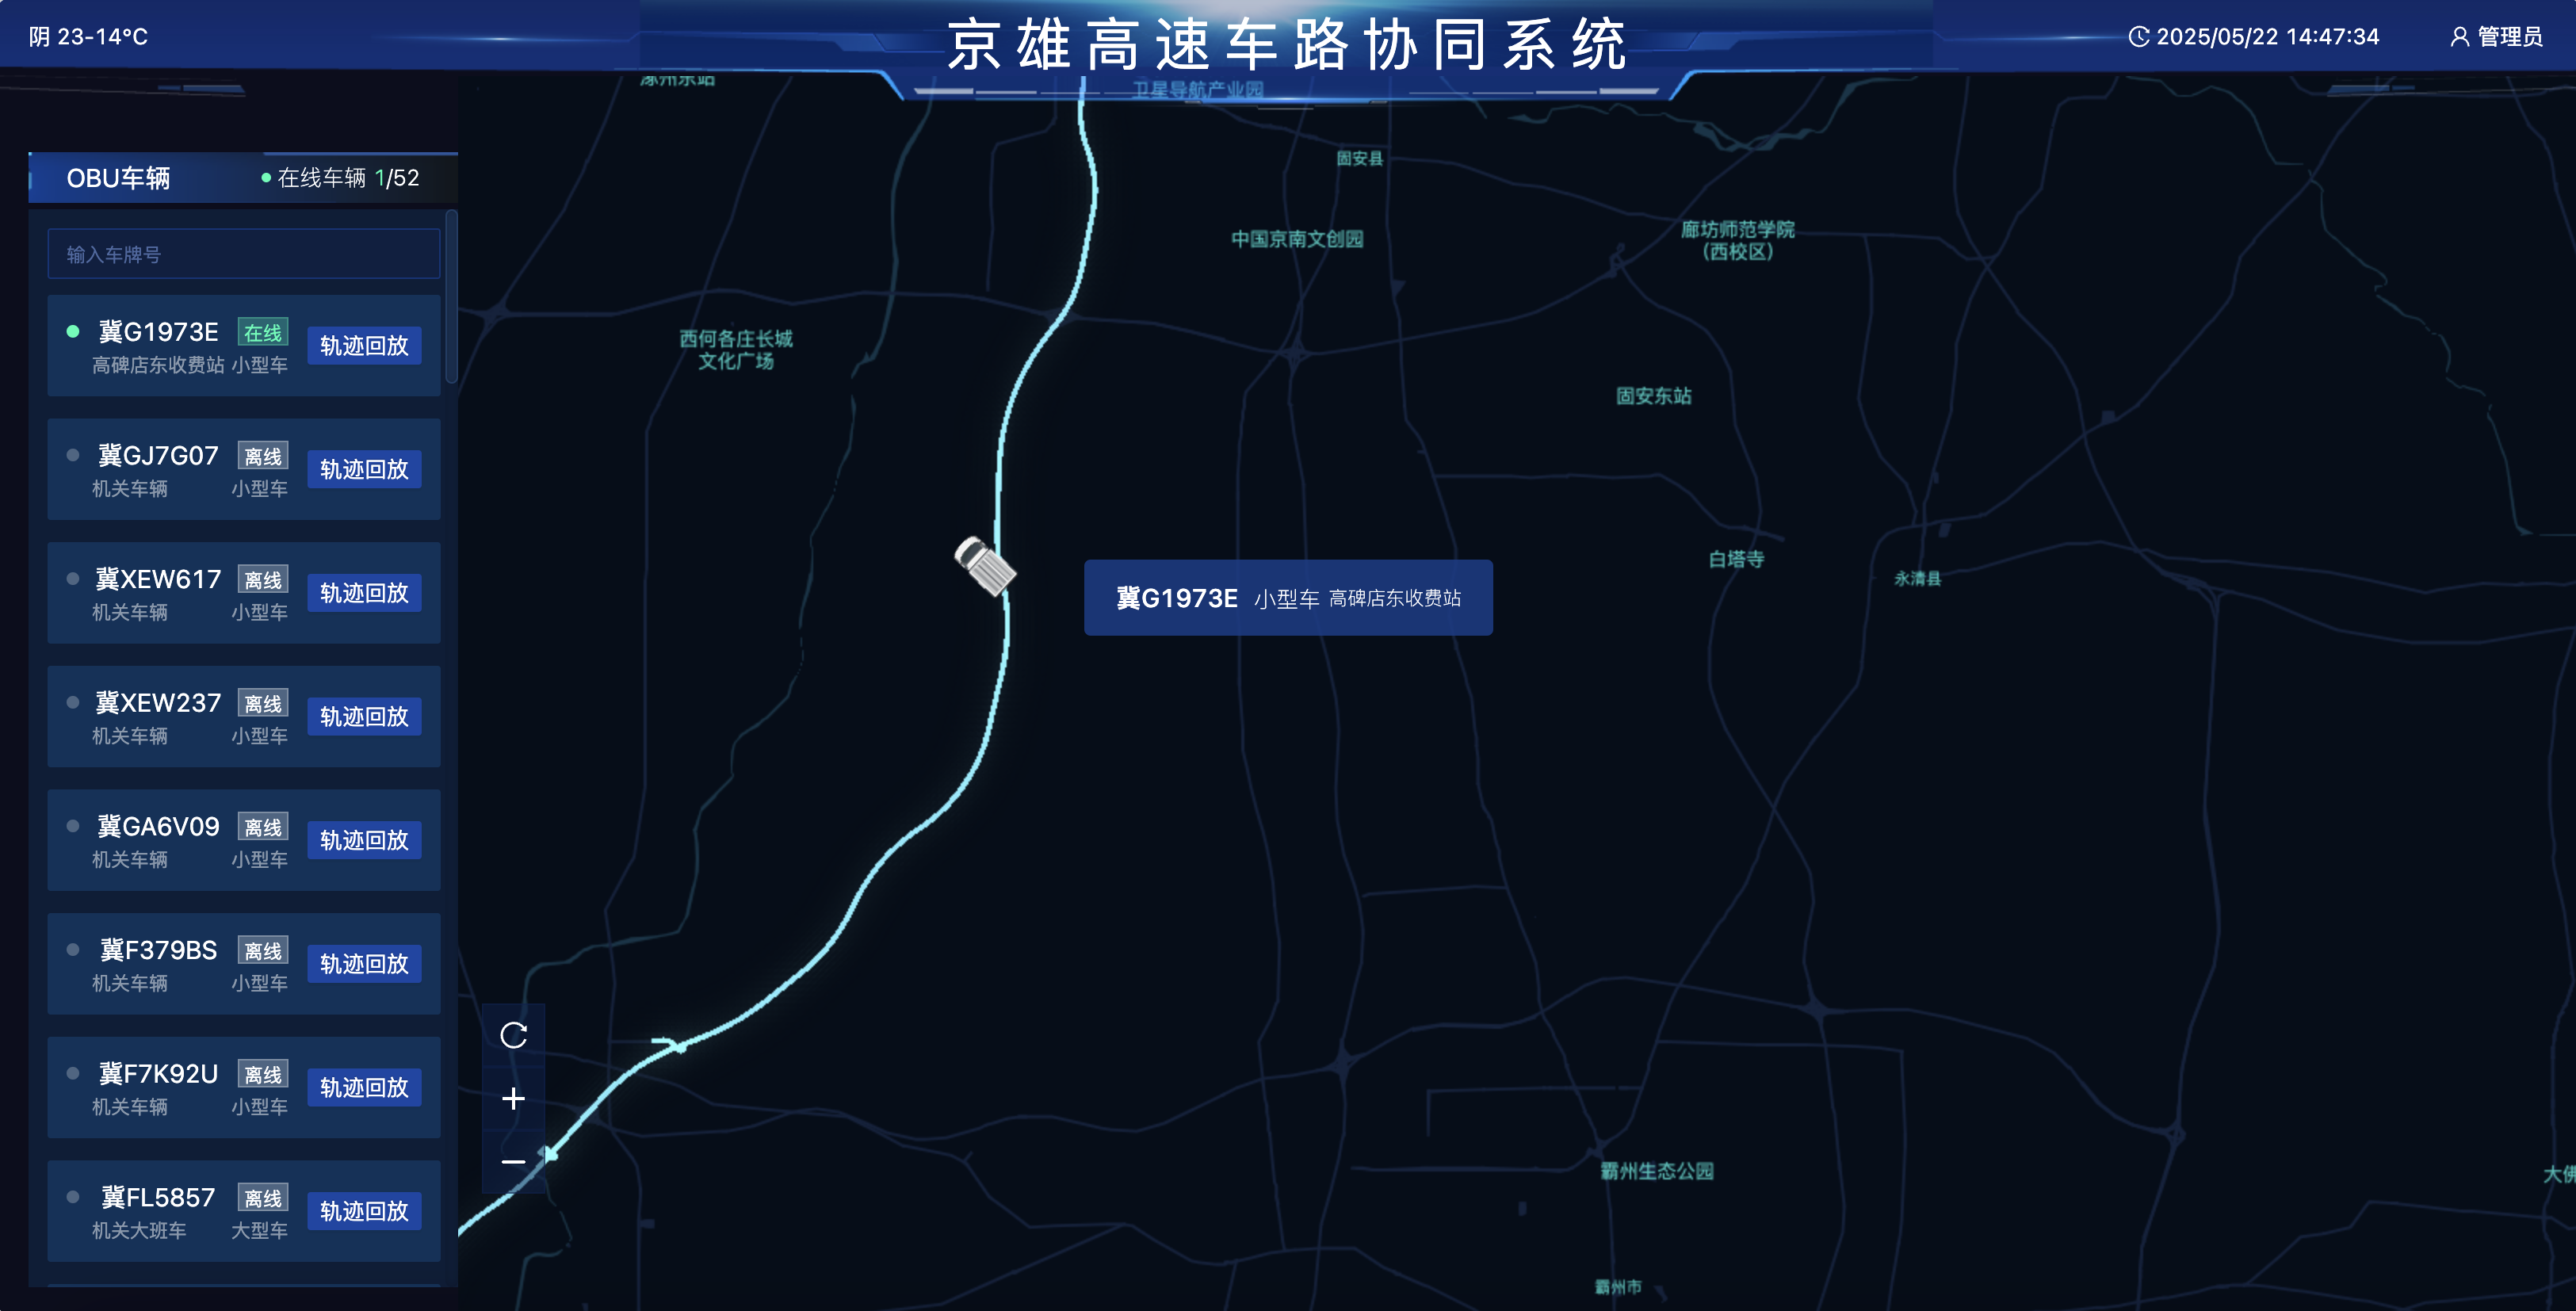 阴 23-14°C
京雄高速车路协同系统
2025/05/22 14:47:34
管理员
OBU车辆
在线车辆 1/52
输入车牌号
冀G1973E 在线
高碑店东收费站 小型车
轨迹回放
冀GJ7G07 离线
机关车辆 小型车
轨迹回放
冀XEW617 离线
机关车辆 小型车
轨迹回放
冀XEW237 离线
机关车辆 小型车
轨迹回放
冀GA6V09 离线
机关车辆 小型车
轨迹回放
冀F379BS 离线
机关车辆 小型车
轨迹回放
冀F7K92U 离线
机关车辆 小型车
轨迹回放
冀FL5857 离线
机关大班车 大型车
轨迹回放
涿州东站
卫星导航产业园
固安县
中国京南文创园
廊坊师范学院
(西校区)
西何各庄长城
文化广场
固安东站
白塔寺
永清县
冀G1973E 小型车 高碑店东收费站
霸州生态公园
大佛
霸州市